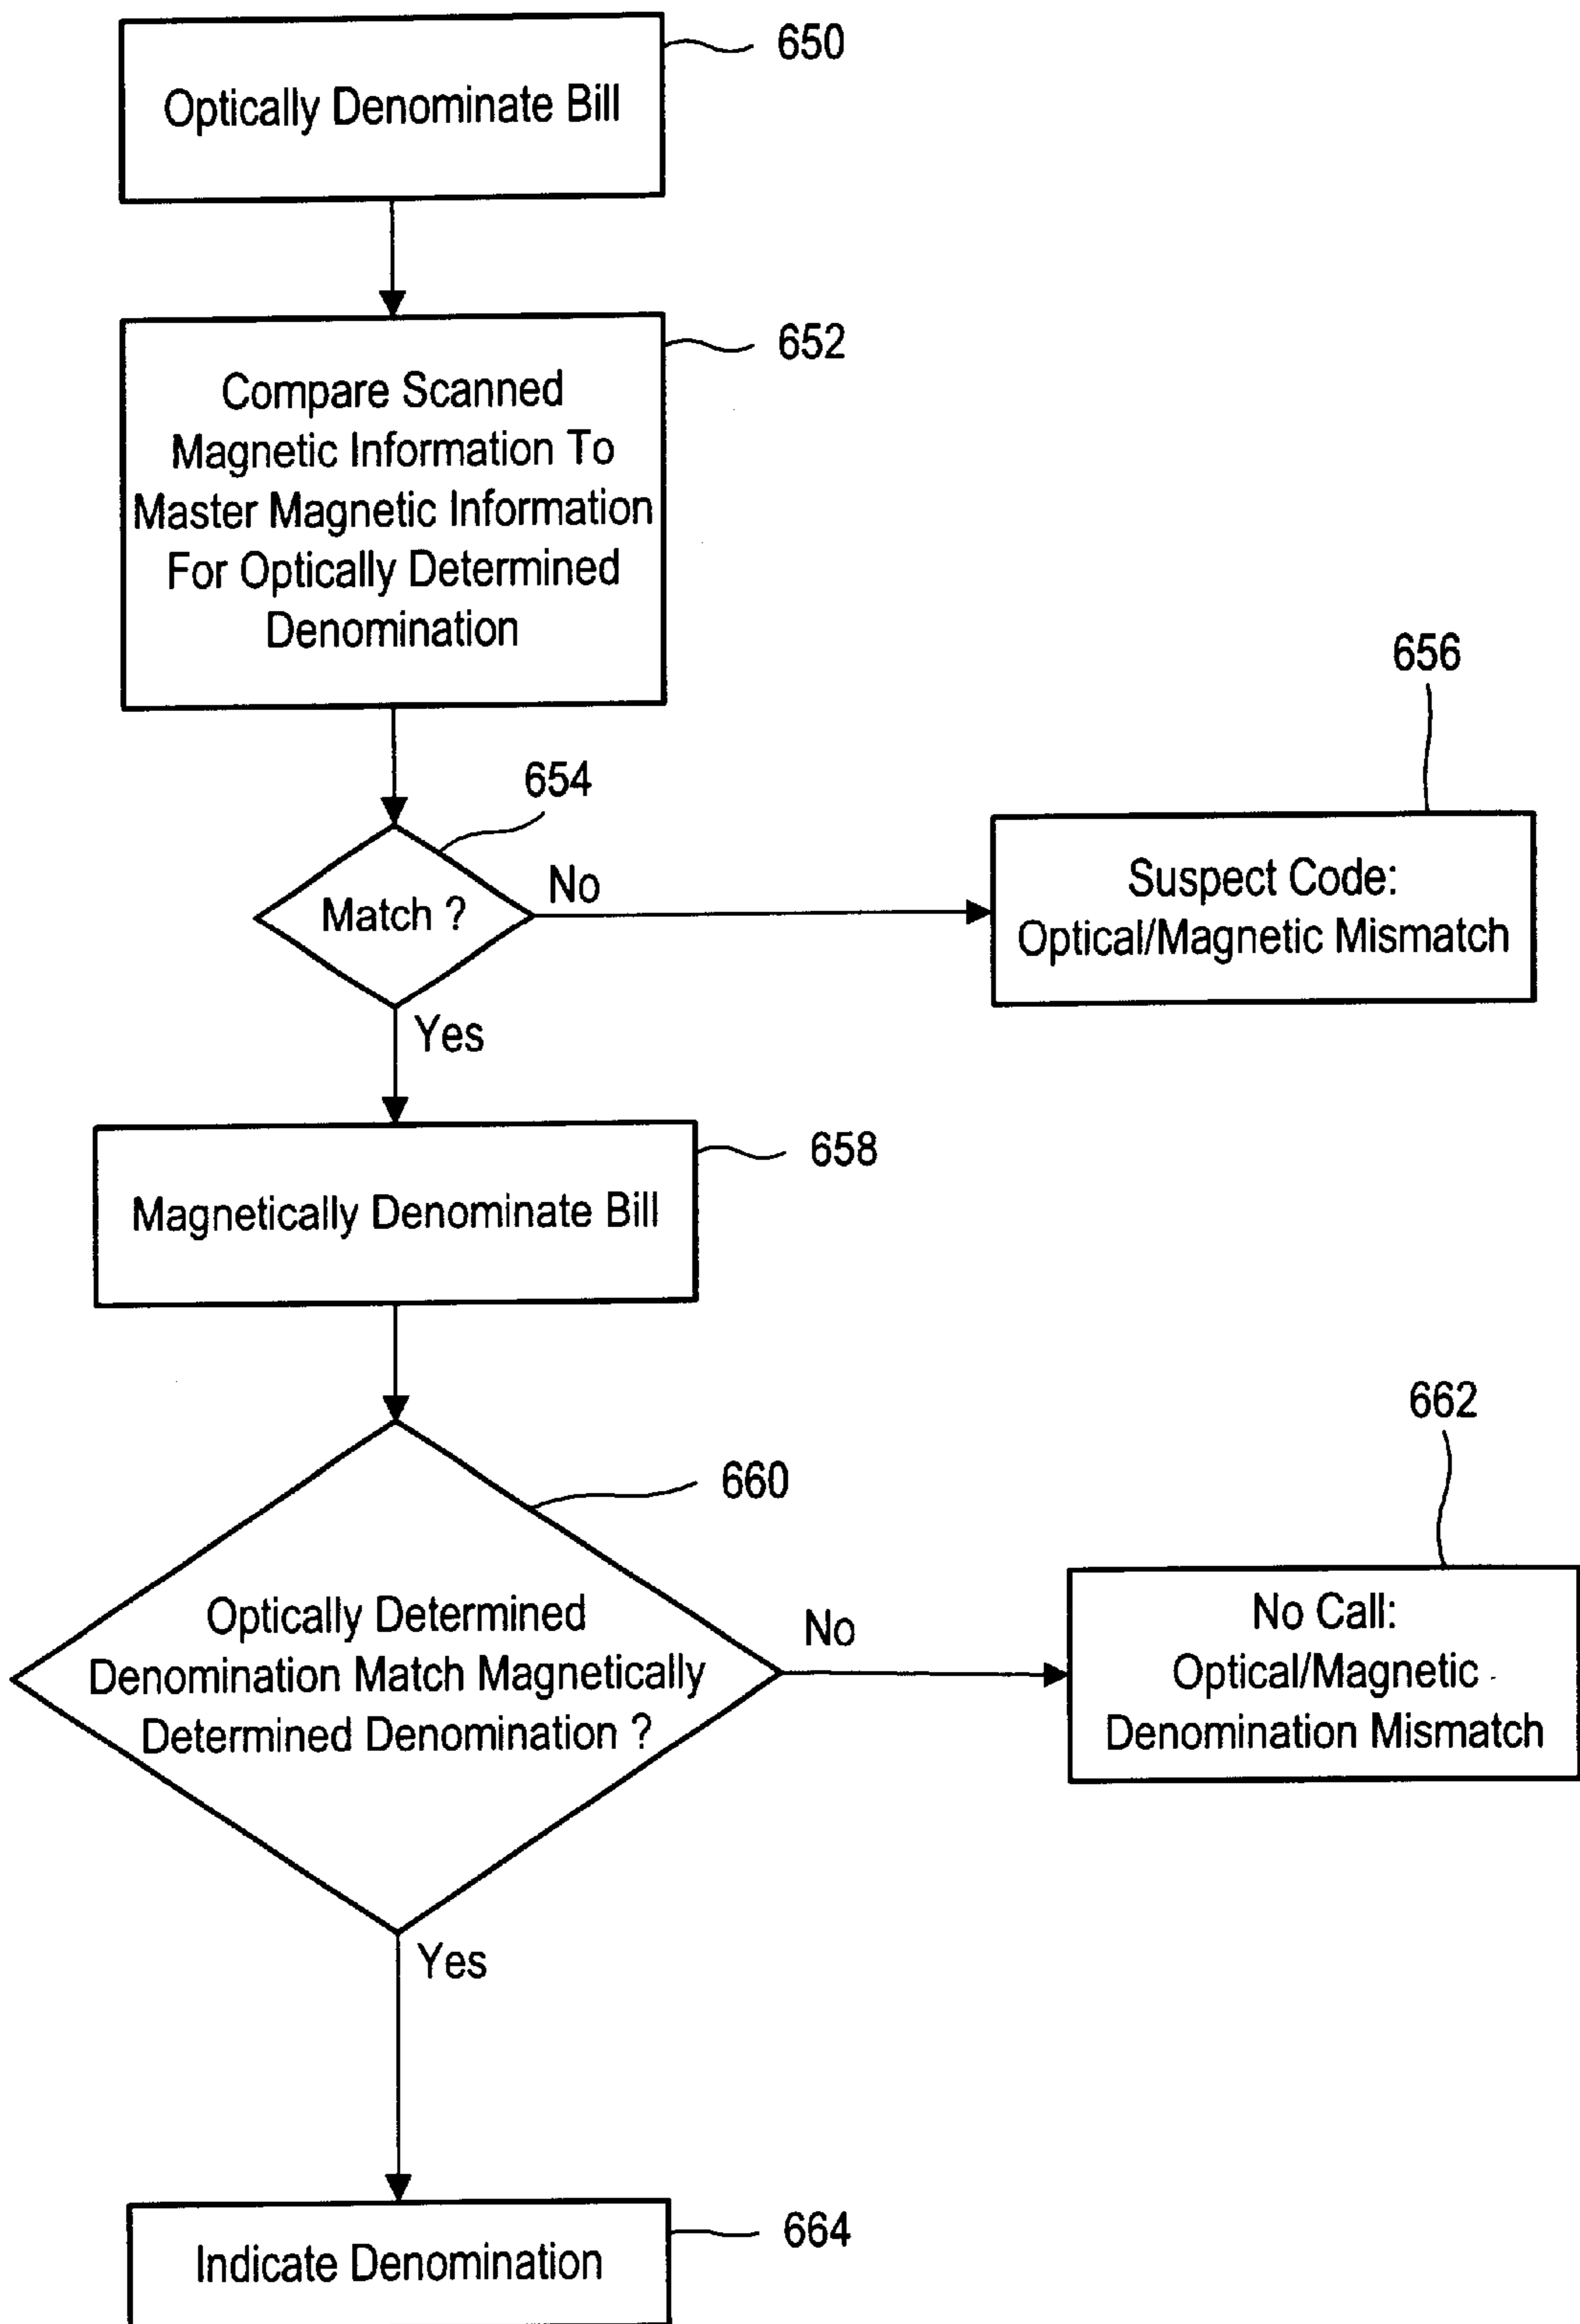 650
Optically Denominate Bill
652
Compare Scanned
Magnetic Information To
Master Magnetic Information
For Optically Determined
Denomination
654
Match ?
No
656
Suspect Code:
Optical/Magnetic Mismatch
Yes
658
Magnetically Denominate Bill
660
Optically Determined
Denomination Match Magnetically
Determined Denomination ?
No
662
No Call:
Optical/Magnetic
Denomination Mismatch
Yes
664
Indicate Denomination